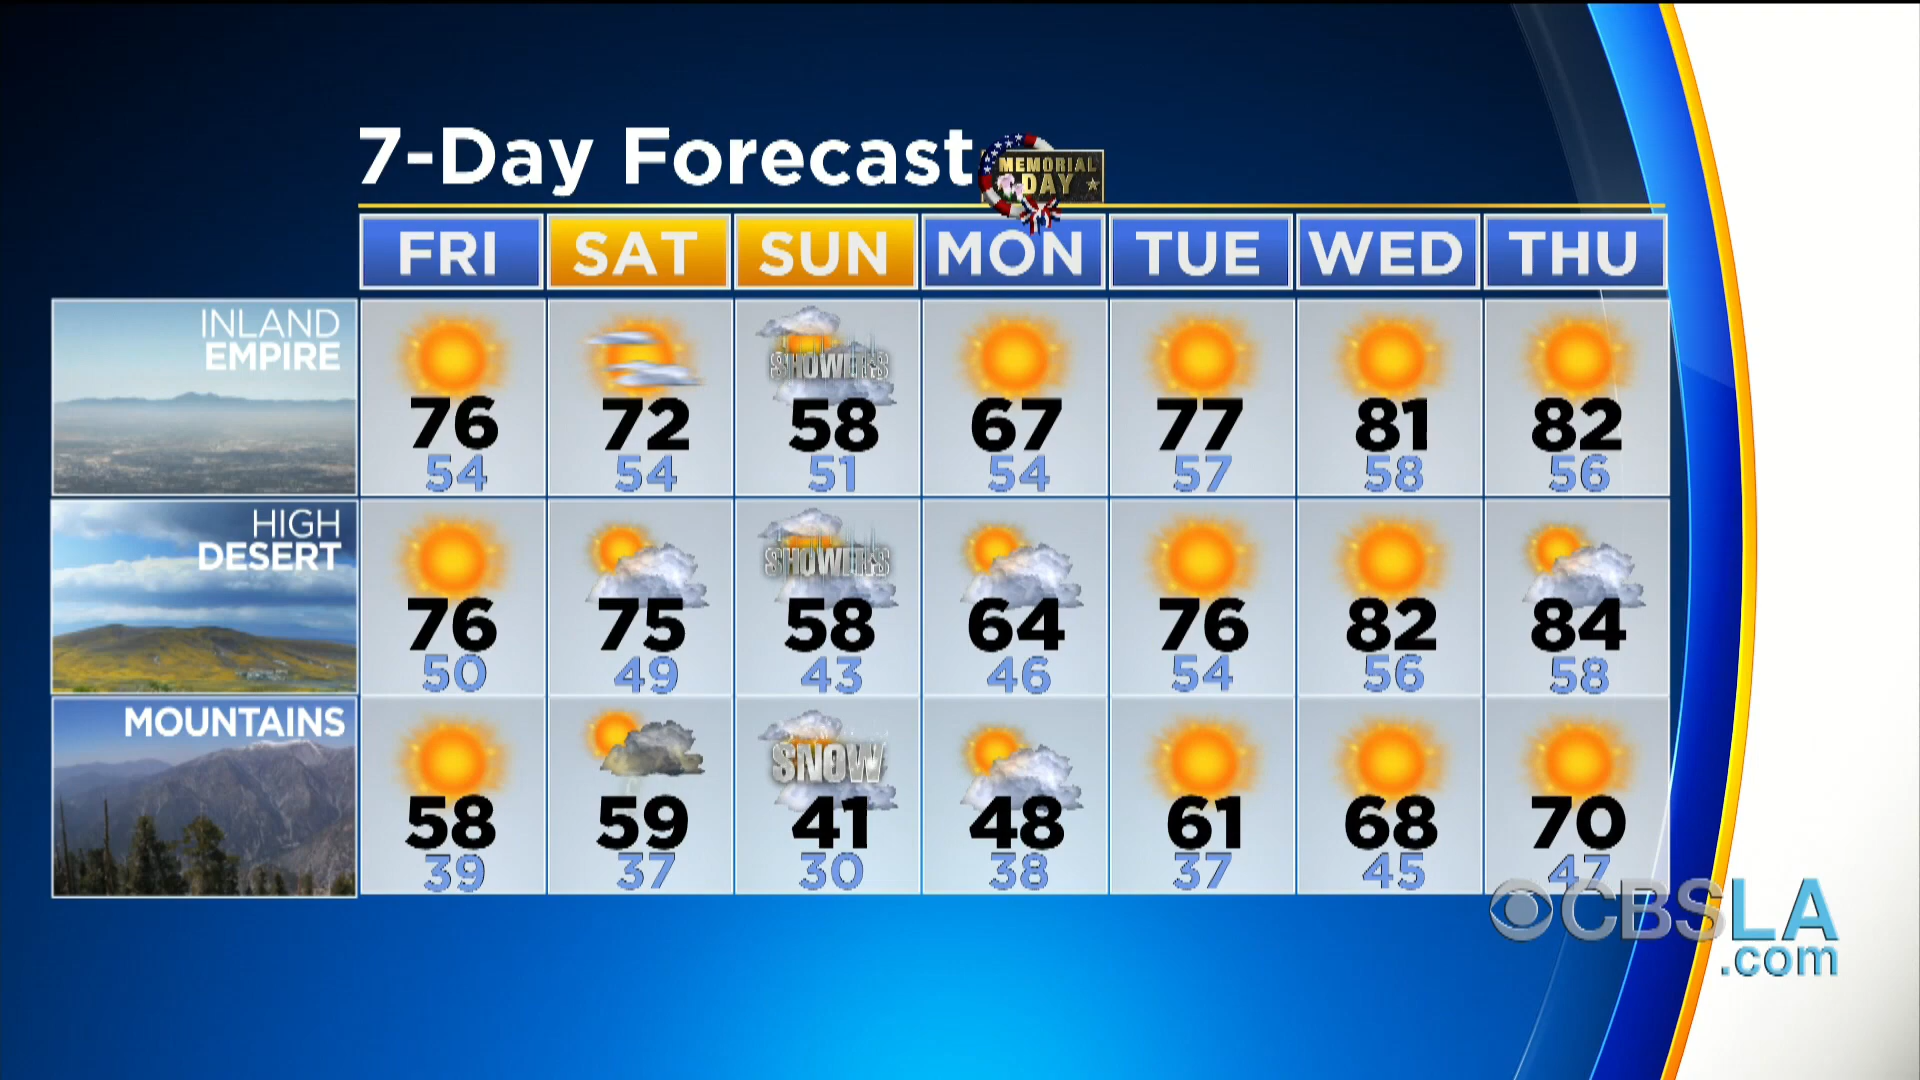 7-Day Forecast
MEMORIAL
DAY
FRI SAT SUN MON TUE WED THU
INLAND
EMPIRE
SHOWERS
76 72 58 67 77 81 82
54 54 51 54 57 58 56
HIGH
DESERT
SHOWERS
76 75 58 64 76 82 84
50 49 43 46 54 56 58
MOUNTAINS
SNOW
58 59 41 48 61 68 70
39 37 30 38 37 45 47
CBSLA
.com